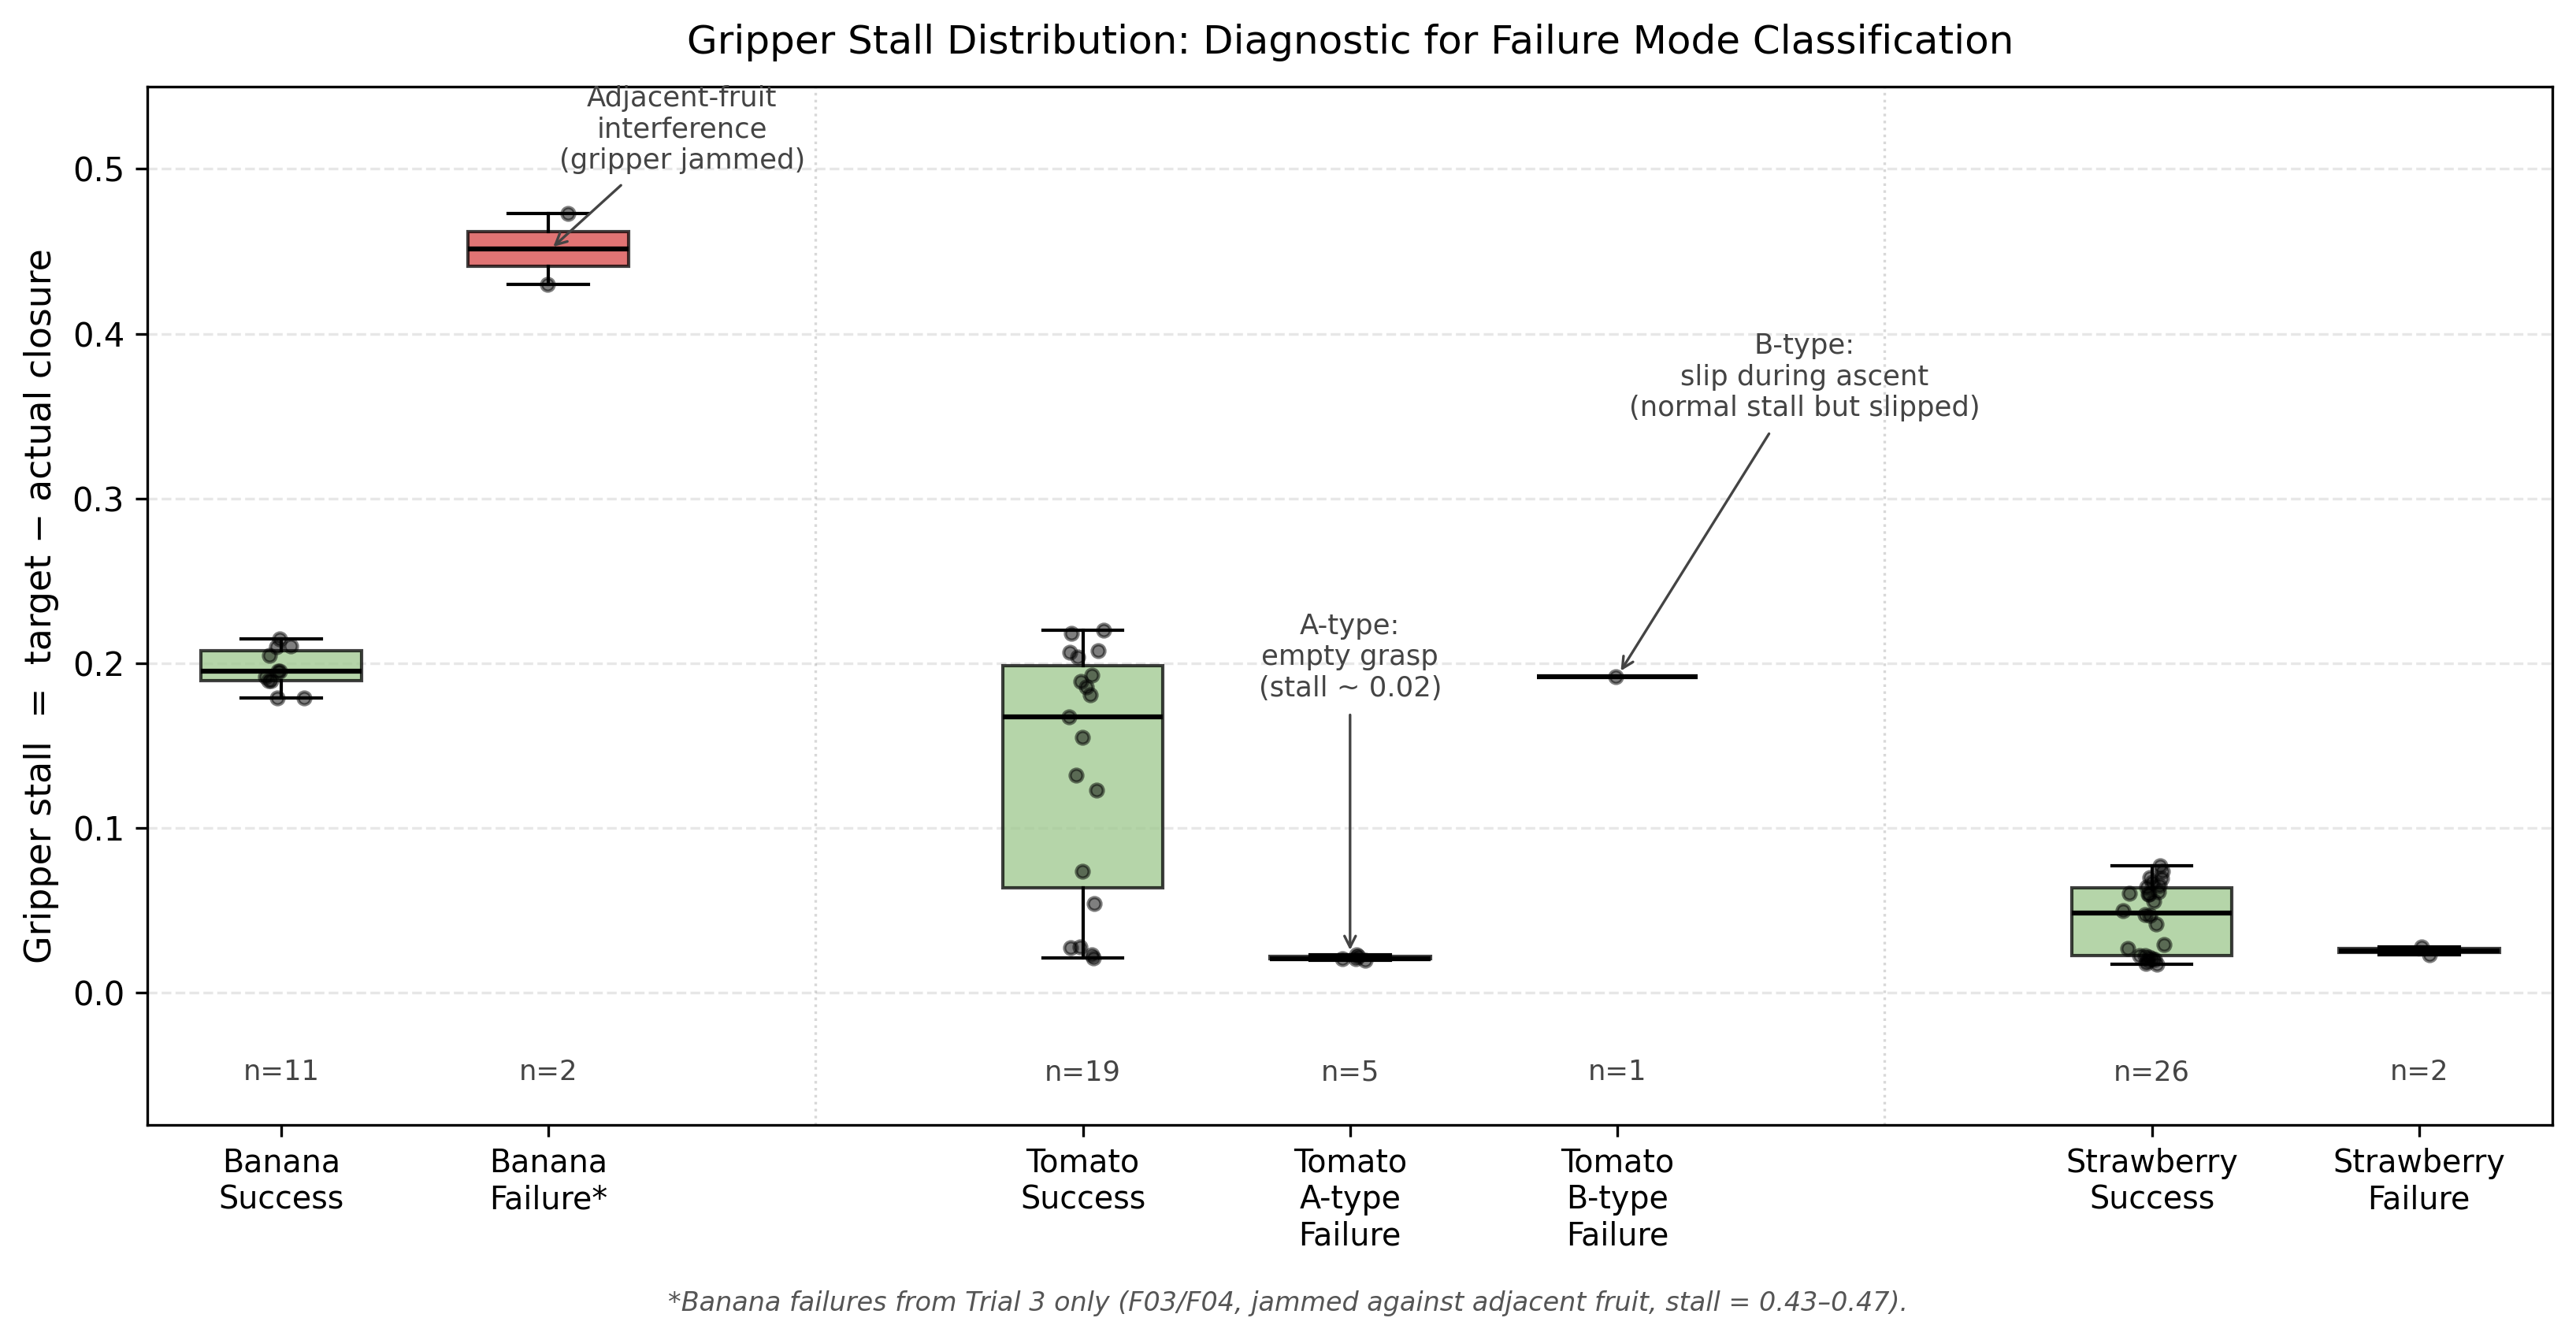 Gripper Stall Distribution: Diagnostic for Failure Mode Classification
Gripper stall = target − actual closure
0.5
0.4
0.3
0.2
0.1
0.0
Adjacent-fruit
interference
(gripper jammed)
B-type:
slip during ascent
(normal stall but slipped)
A-type:
empty grasp
(stall ~ 0.02)
n=11
n=2
n=19
n=5
n=1
n=26
n=2
Banana
Success
Banana
Failure*
Tomato
Success
Tomato
A-type
Failure
Tomato
B-type
Failure
Strawberry
Success
Strawberry
Failure
*Banana failures from Trial 3 only (F03/F04, jammed against adjacent fruit, stall = 0.43–0.47).